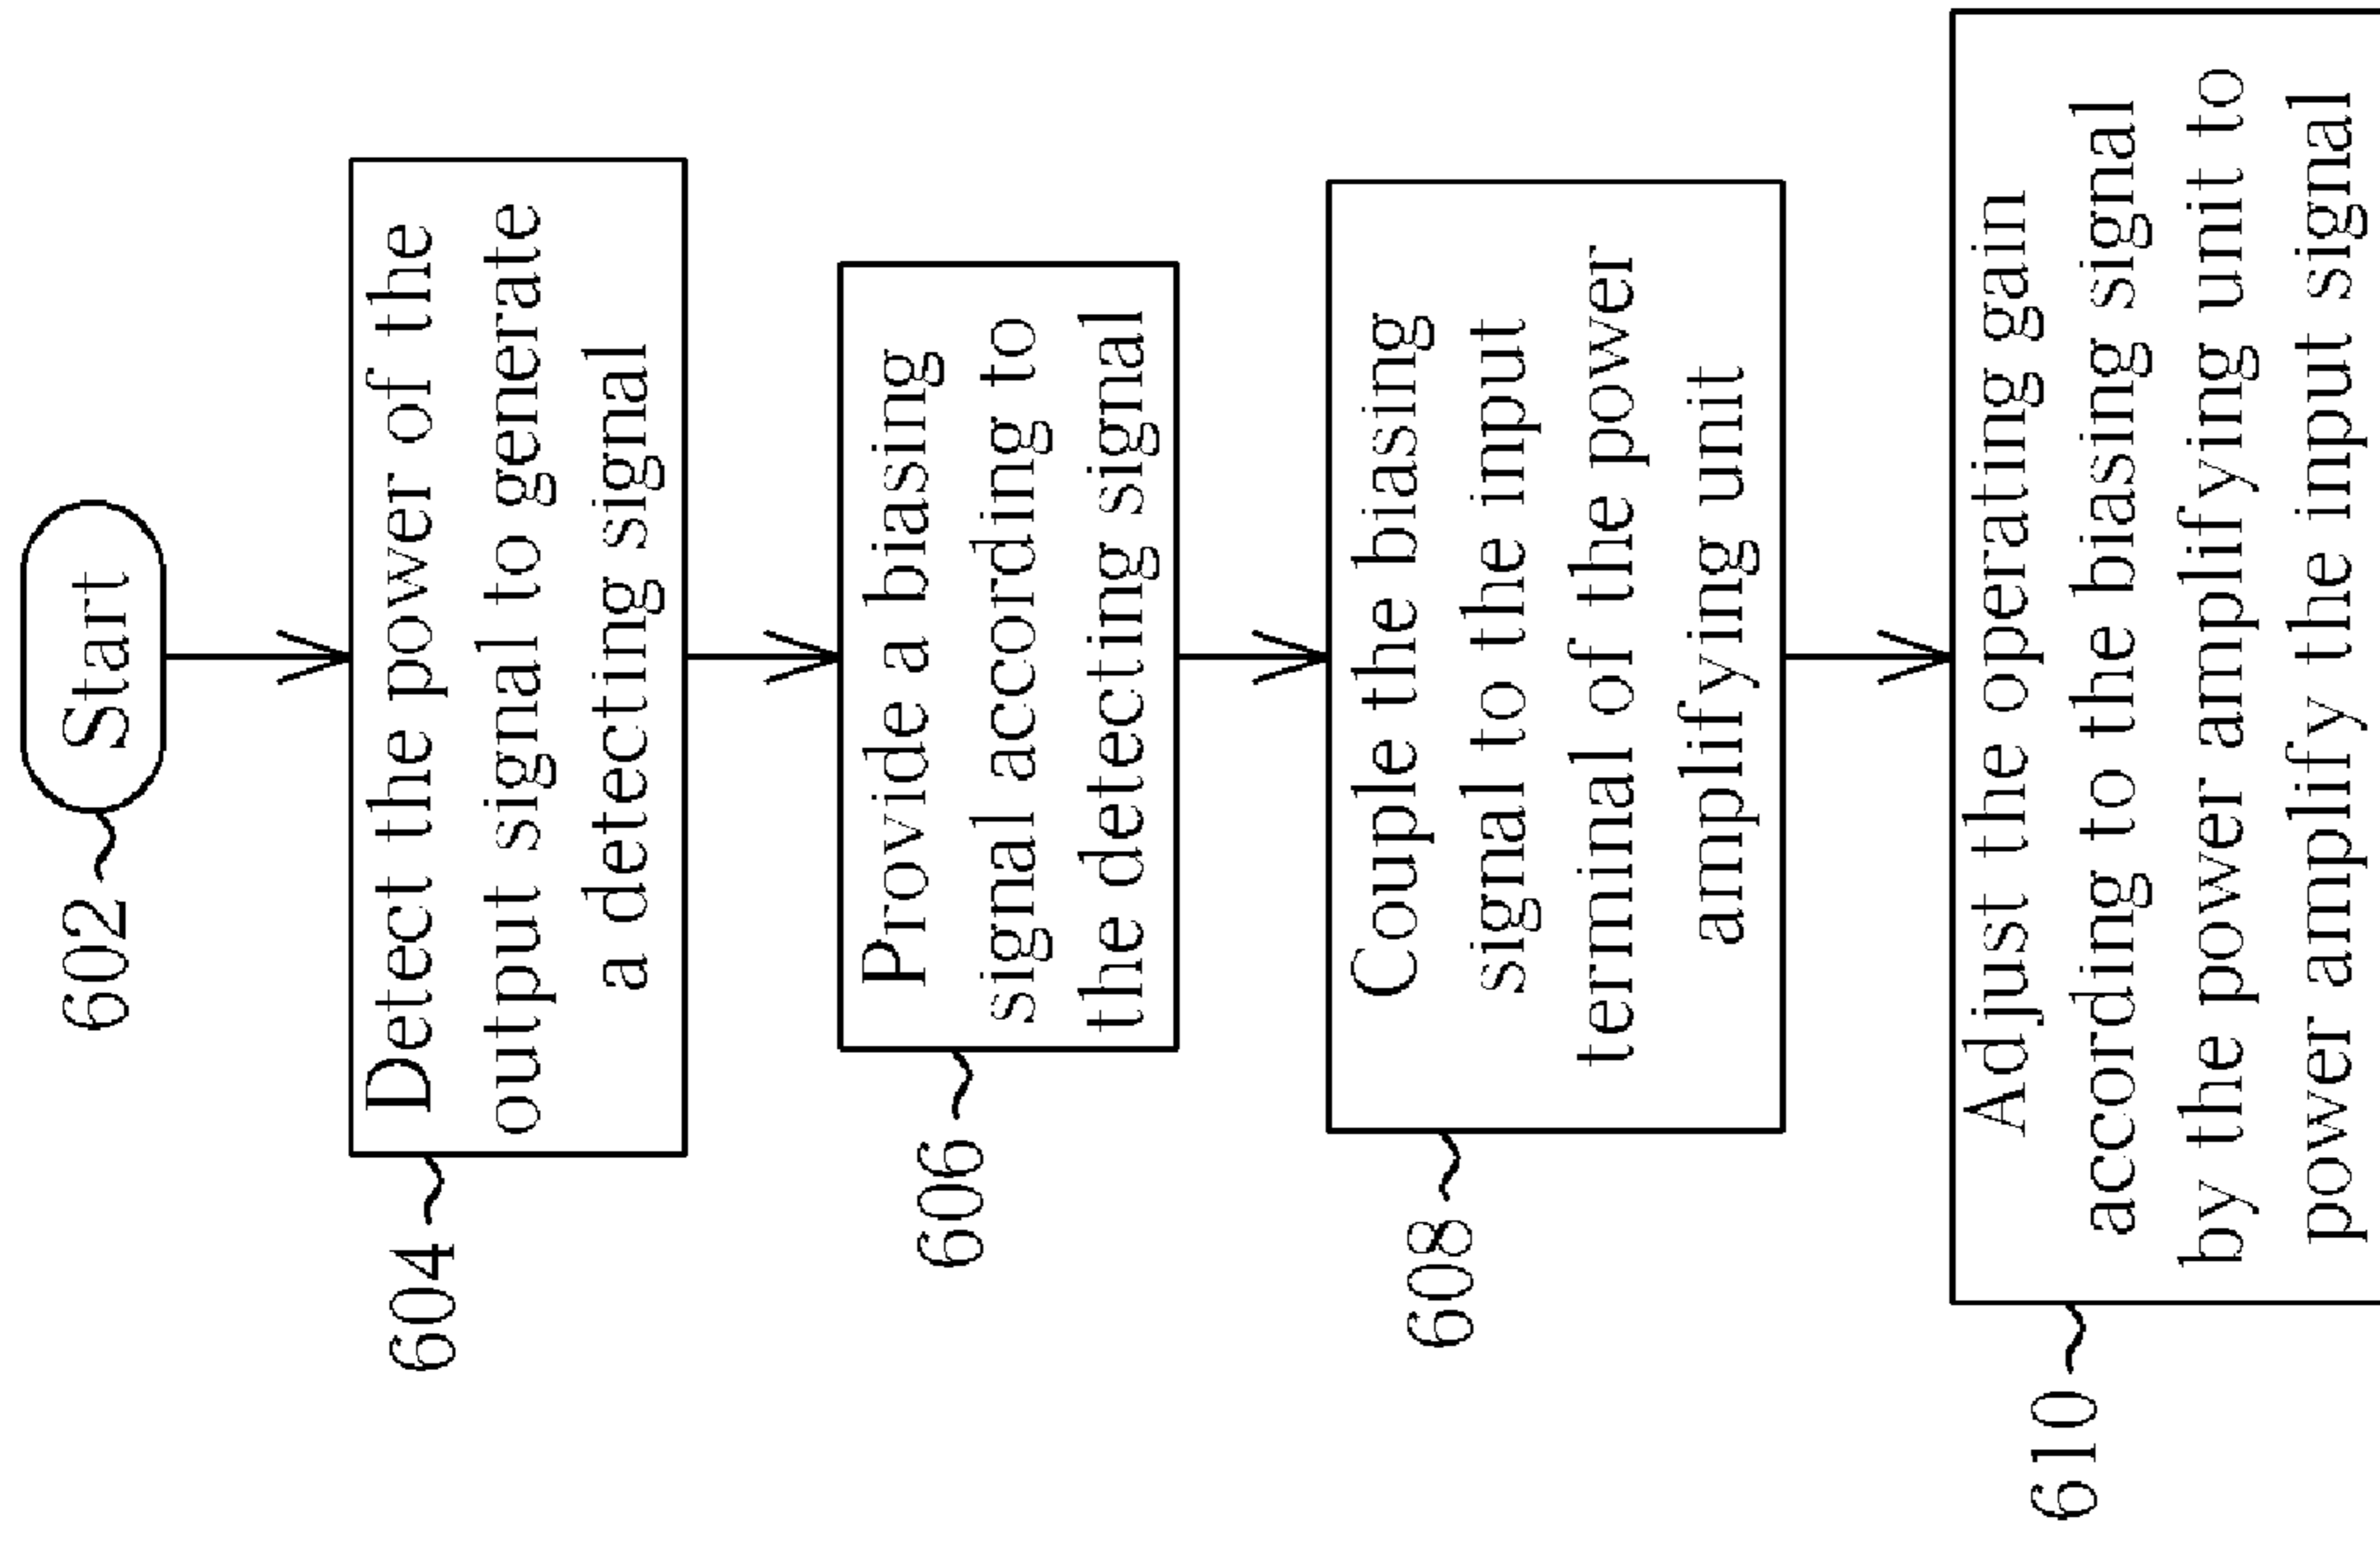 602
Start
604
Detect the power of the
output signal to generate
a detecting signal
606
Provide a biasing
signal according to
the detecting signal
608
Couple the biasing
signal to the input
terminal of the power
amplifying unit
610
Adjust the operating gain
according to the biasing signal
by the power amplifying unit to
power amplify the input signal